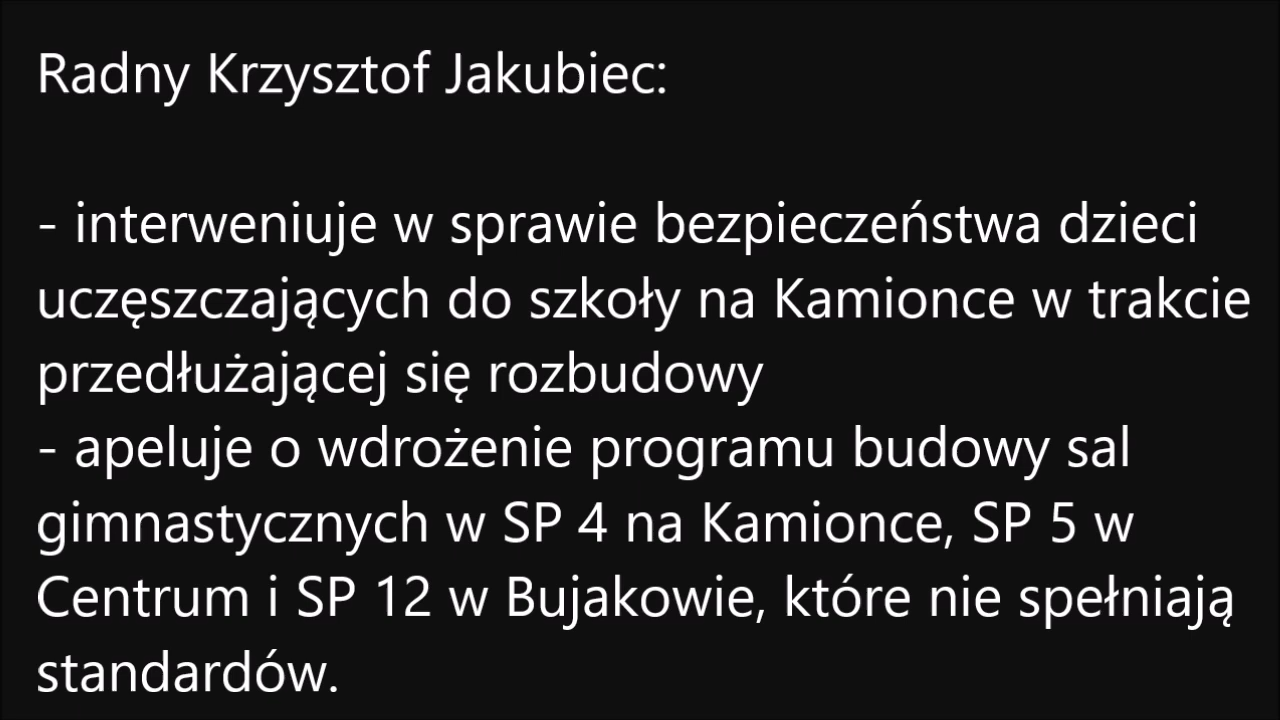 Radny Krzysztof Jakubiec:
- interweniuje w sprawie bezpieczeństwa dzieci
uczęszczających do szkoły na Kamionce w trakcie
przedłużającej się rozbudowy
- apeluje o wdrożenie programu budowy sal
gimnastycznych w SP 4 na Kamionce, SP 5 w
Centrum i SP 12 w Bujakowie, które nie spełniają
standardów.